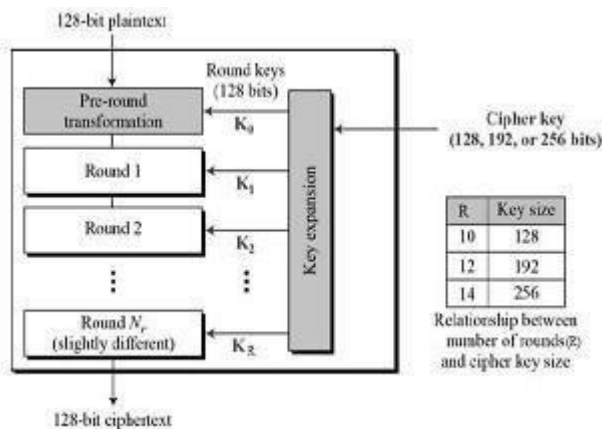 128-bit plaintext
Round keys
(128 bits)
Pre-round
transformation
K₀
Cipher key
(128, 192, or 256 bits)
Round 1
K₁
Round 2
K₂
Key expansion
Round Nᵣ
(slightly different)
K_R
R Key size
10 128
12 192
14 256
Relationship between
number of rounds(R)
and cipher key size
128-bit ciphertext